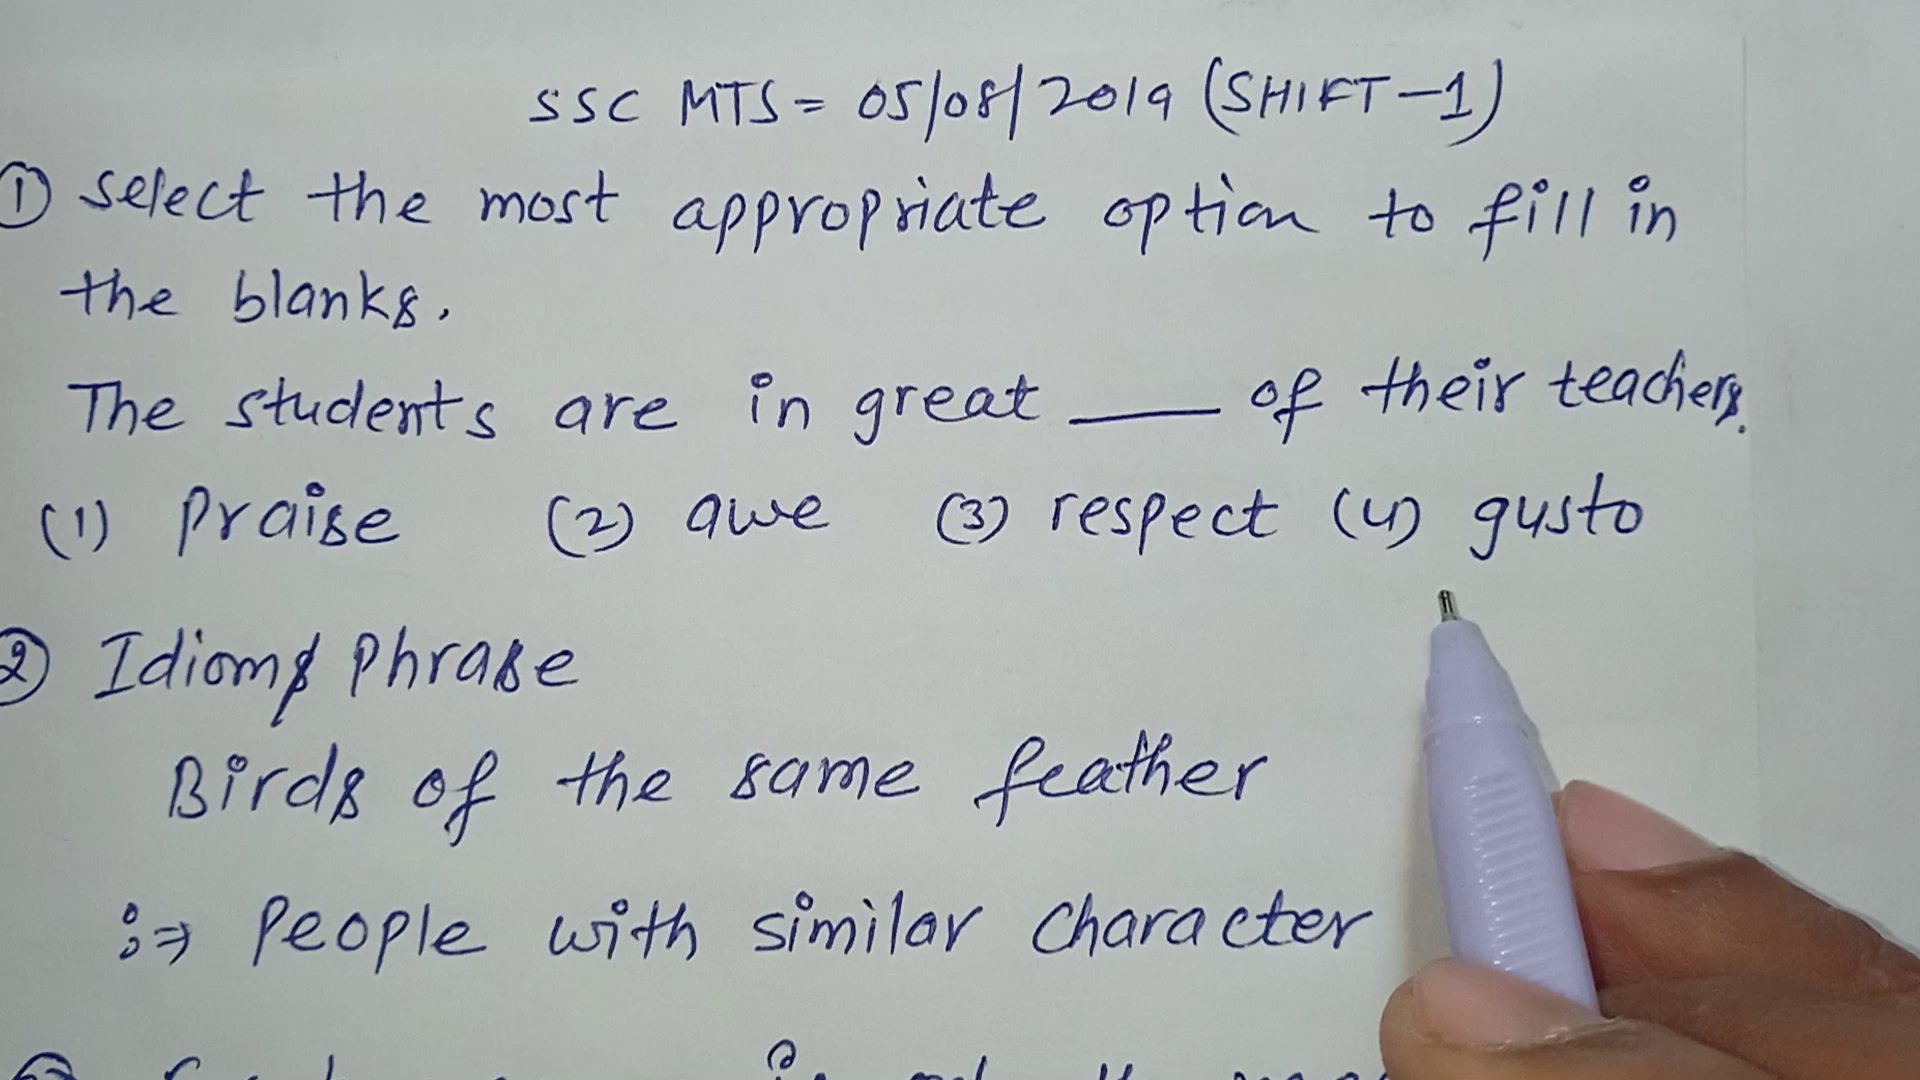 SSC MTS = 05/08/2019 (SHIFT-1)
① select the most appropriate option to fill in
the blanks.
The students are in great ___ of their teachers.
(1) Praise (2) awe (3) respect (4) gusto
② Idioms Phrase
Birds of the same feather
:⇒ People with similar character